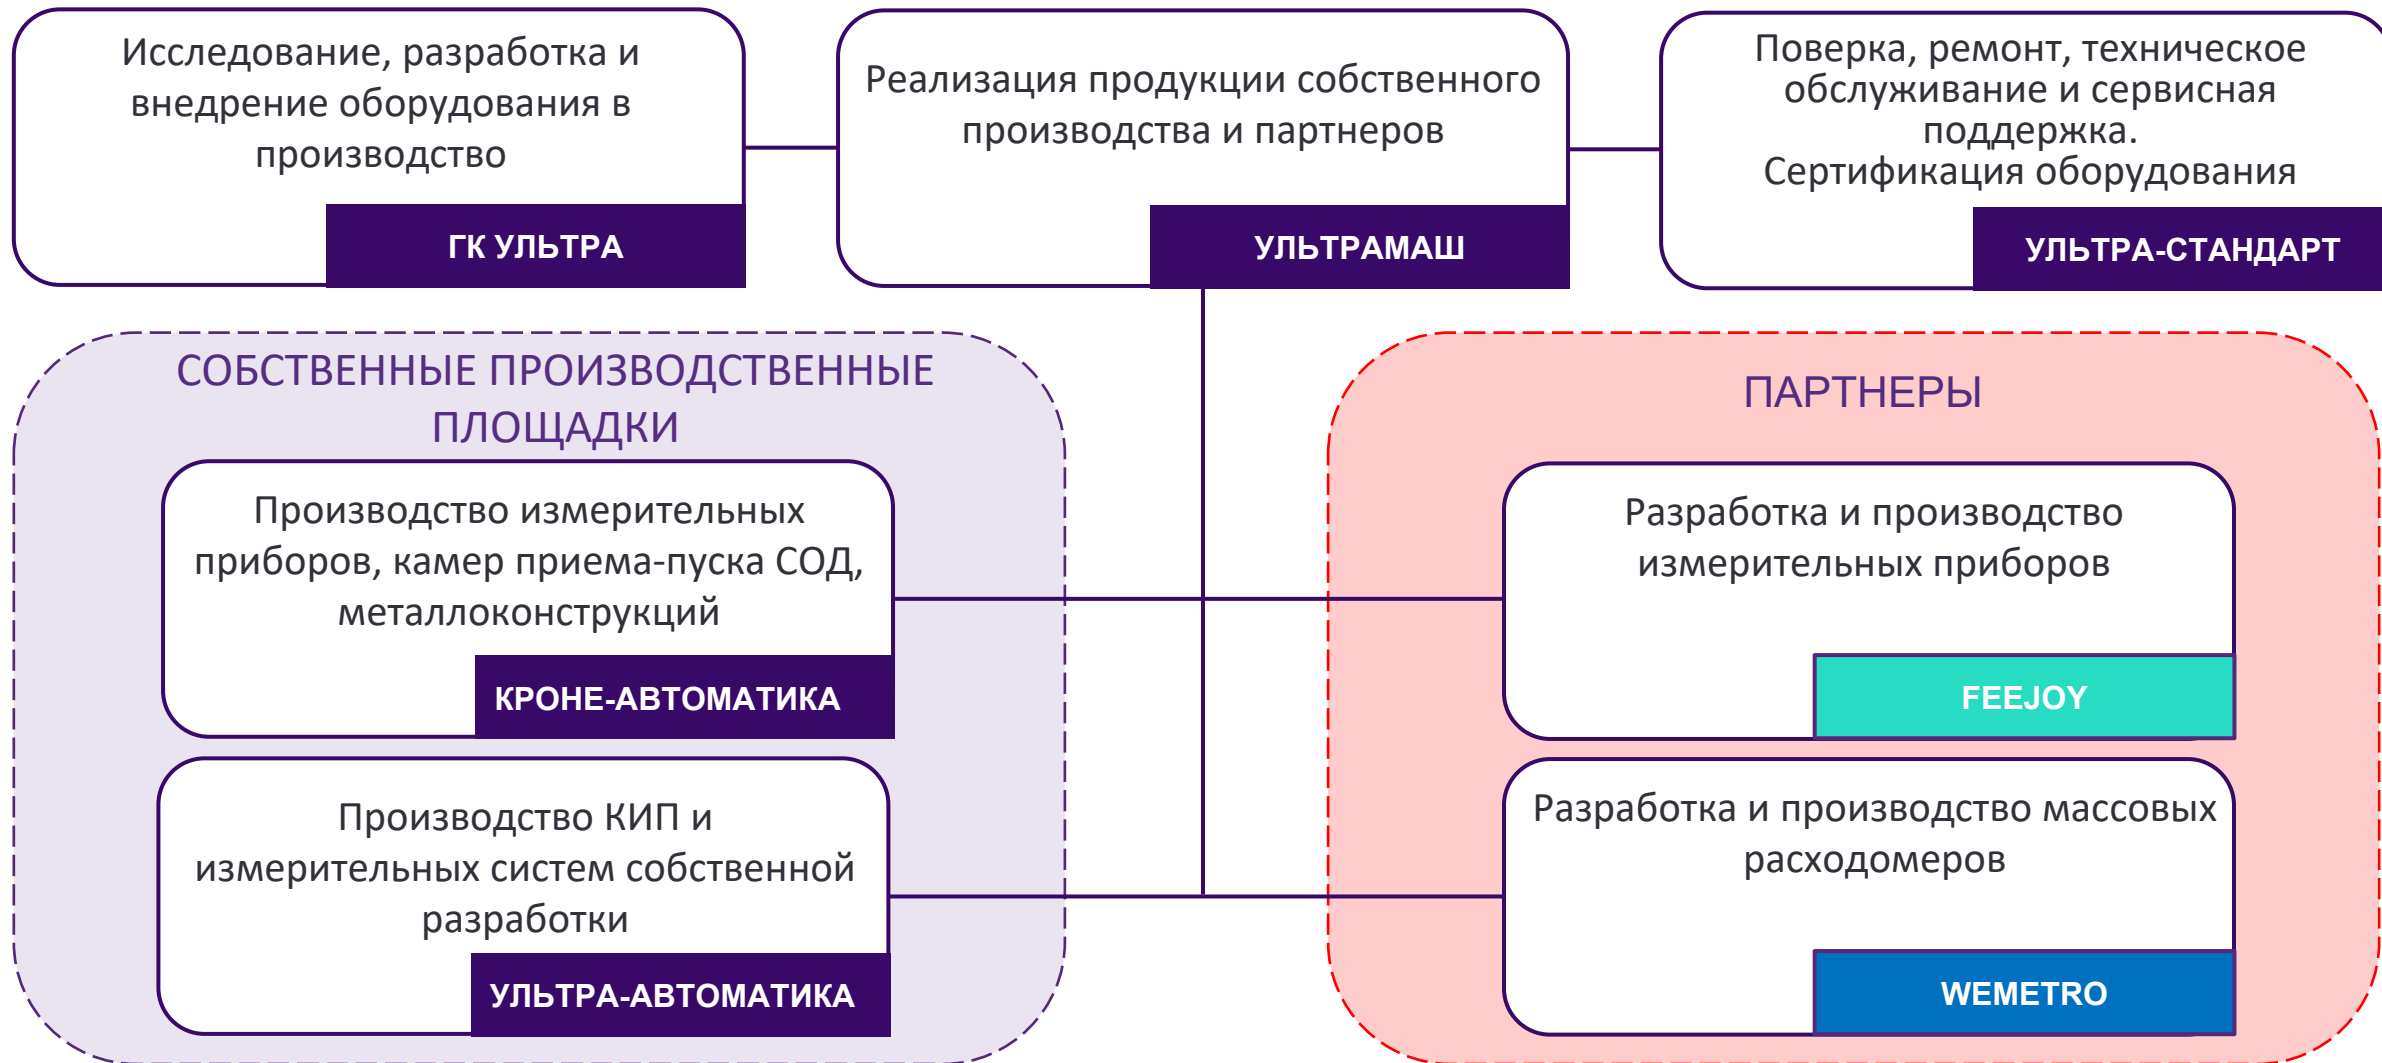 Исследование, разработка и
внедрение оборудования в
производство
ГК УЛЬТРА
Реализация продукции собственного
производства и партнеров
УЛЬТРАМАШ
Поверка, ремонт, техническое
обслуживание и сервисная
поддержка.
Сертификация оборудования
УЛЬТРА-СТАНДАРТ
СОБСТВЕННЫЕ ПРОИЗВОДСТВЕННЫЕ
ПЛОЩАДКИ
Производство измерительных
приборов, камер приема-пуска СОД,
металлоконструкций
КРОНЕ-АВТОМАТИКА
Производство КИП и
измерительных систем собственной
разработки
УЛЬТРА-АВТОМАТИКА
ПАРТНЕРЫ
Разработка и производство
измерительных приборов
FEEJOY
Разработка и производство массовых
расходомеров
WEMETRO